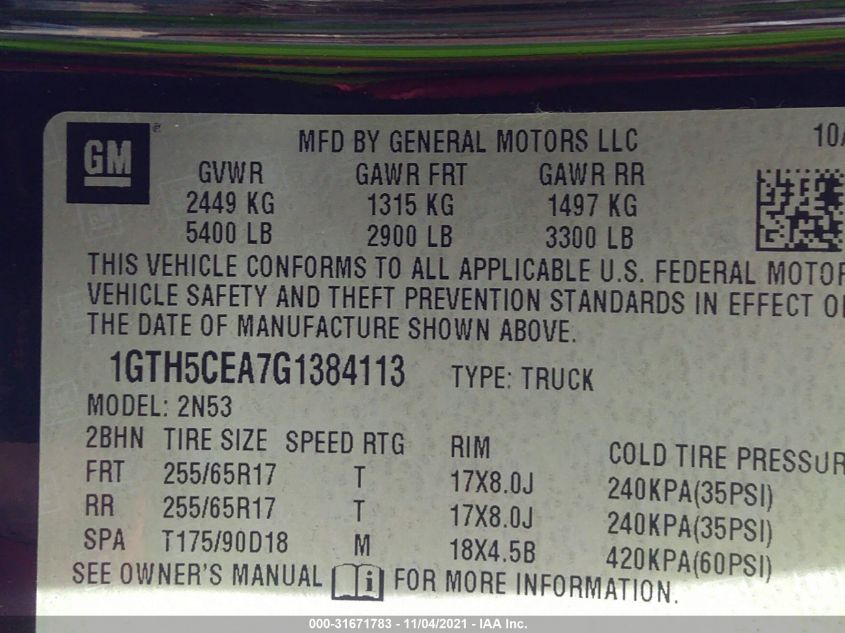 GM®
MFD BY GENERAL MOTORS LLC 10/
GVWR GAWR FRT GAWR RR
2449 KG 1315 KG 1497 KG
5400 LB 2900 LB 3300 LB
THIS VEHICLE CONFORMS TO ALL APPLICABLE U.S. FEDERAL MOTOR
VEHICLE SAFETY AND THEFT PREVENTION STANDARDS IN EFFECT ON
THE DATE OF MANUFACTURE SHOWN ABOVE.
1GTH5CEA7G1384113 TYPE: TRUCK
MODEL: 2N53
2BHN TIRE SIZE SPEED RTG RIM COLD TIRE PRESSUR
FRT 255/65R17 T 17X8.0J 240KPA(35PSI)
RR 255/65R17 T 17X8.0J 240KPA(35PSI)
SPA T175/90D18 M 18X4.5B 420KPA(60PSI)
SEE OWNER'S MANUAL i FOR MORE INFORMATION.
000-31671783 - 11/04/2021 - IAA Inc.